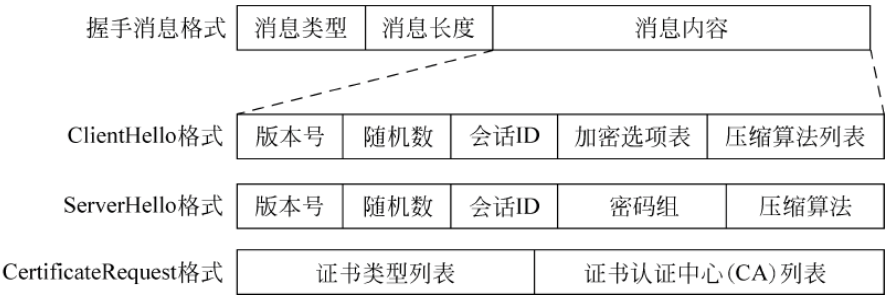 握手消息格式 消息类型 消息长度 消息内容
ClientHello格式 版本号 随机数 会话ID 加密选项表 压缩算法列表
ServerHello格式 版本号 随机数 会话ID 密码组 压缩算法
CertificateRequest格式 证书类型列表 证书认证中心(CA)列表